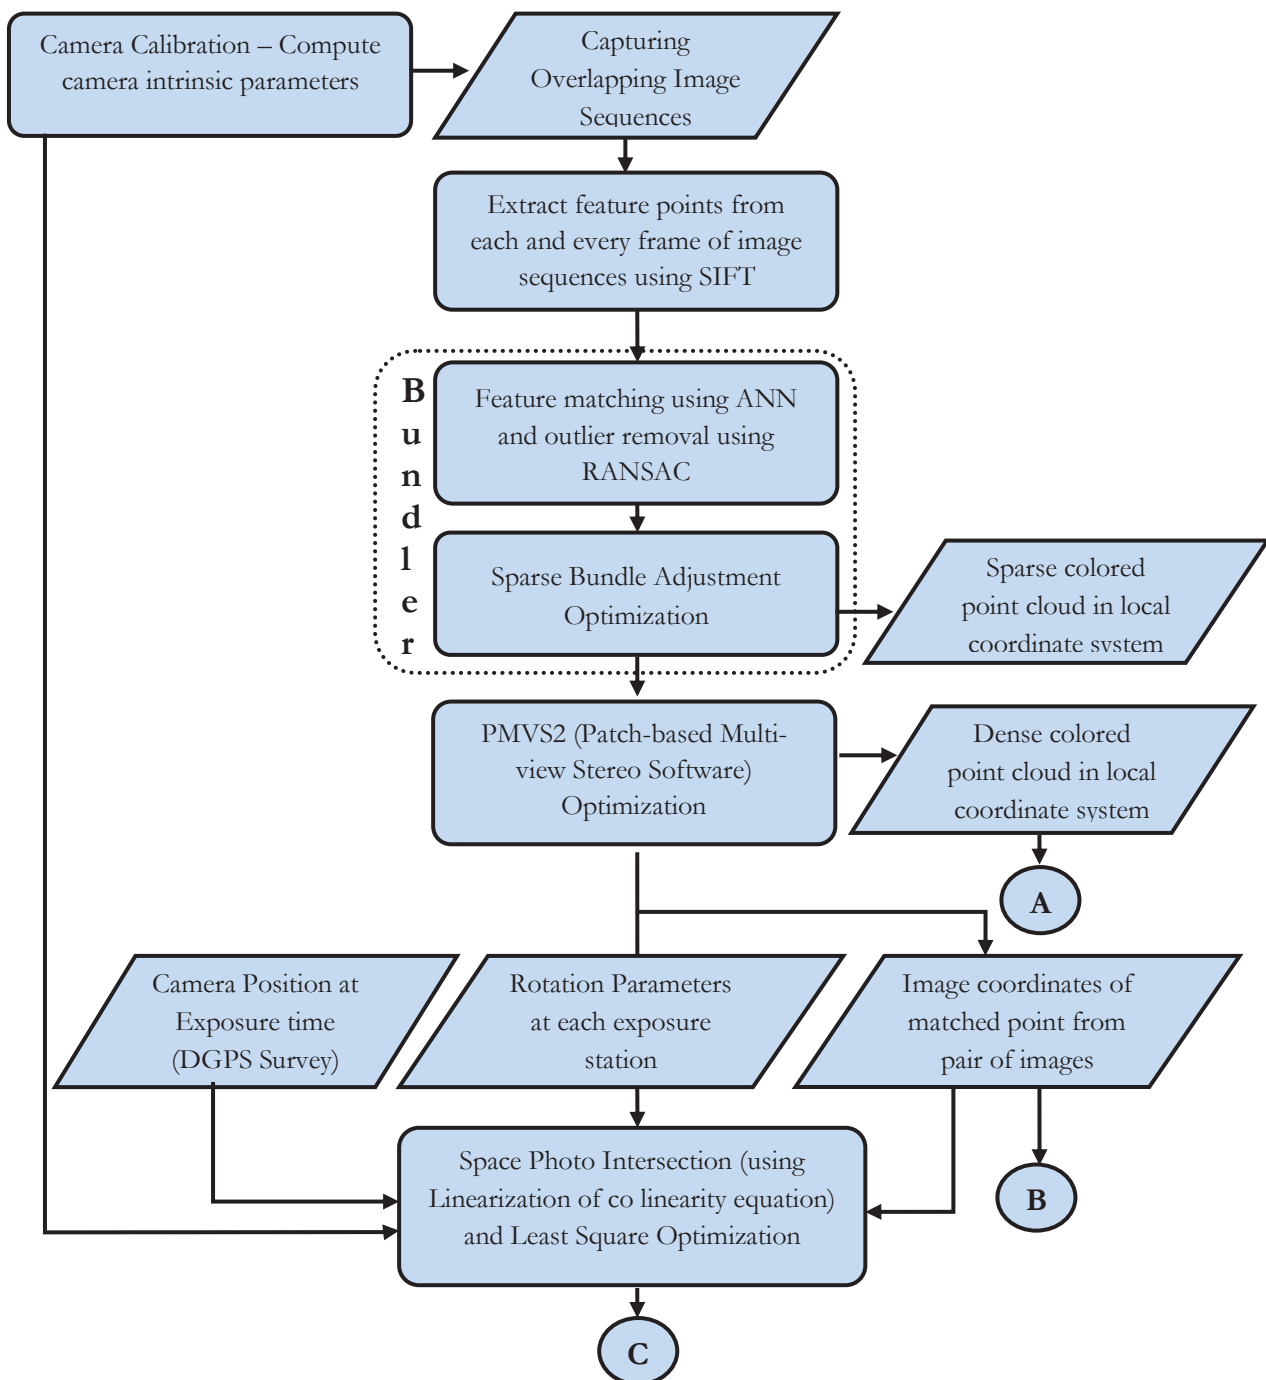 Camera Calibration – Compute
camera intrinsic parameters
Capturing
Overlapping Image
Sequences
Extract feature points from
each and every frame of image
sequences using SIFT
Bundler
Feature matching using ANN
and outlier removal using
RANSAC
Sparse Bundle Adjustment
Optimization
Sparse colored
point cloud in local
coordinate system
PMVS2 (Patch-based Multi-
view Stereo Software)
Optimization
Dense colored
point cloud in local
coordinate system
A
Camera Position at
Exposure time
(DGPS Survey)
Rotation Parameters
at each exposure
station
Image coordinates of
matched point from
pair of images
Space Photo Intersection (using
Linearization of co linearity equation)
and Least Square Optimization
B
C